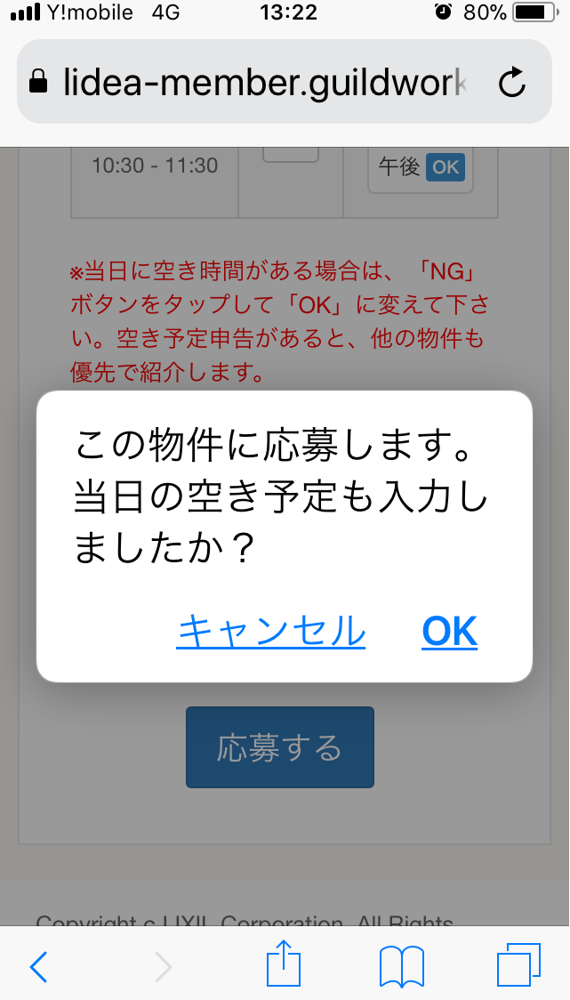 Y!mobile 4G 13:22 80%
lidea-member.guildwork
10:30 - 11:30
午後 OK
※当日に空き時間がある場合は、「NG」
ボタンをタップして「OK」に変えて下さ
い。空き予定申告があると、他の物件も
優先で紹介します。
この物件に応募します。
当日の空き予定も入力し
ましたか？
キャンセル OK
応募する
Copyright c LIXIL Corporation. All Rights